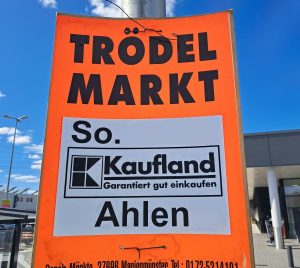 TRÖDEL
MARKT
So.
Kaufland
Garantiert gut einkaufen
Ahlen